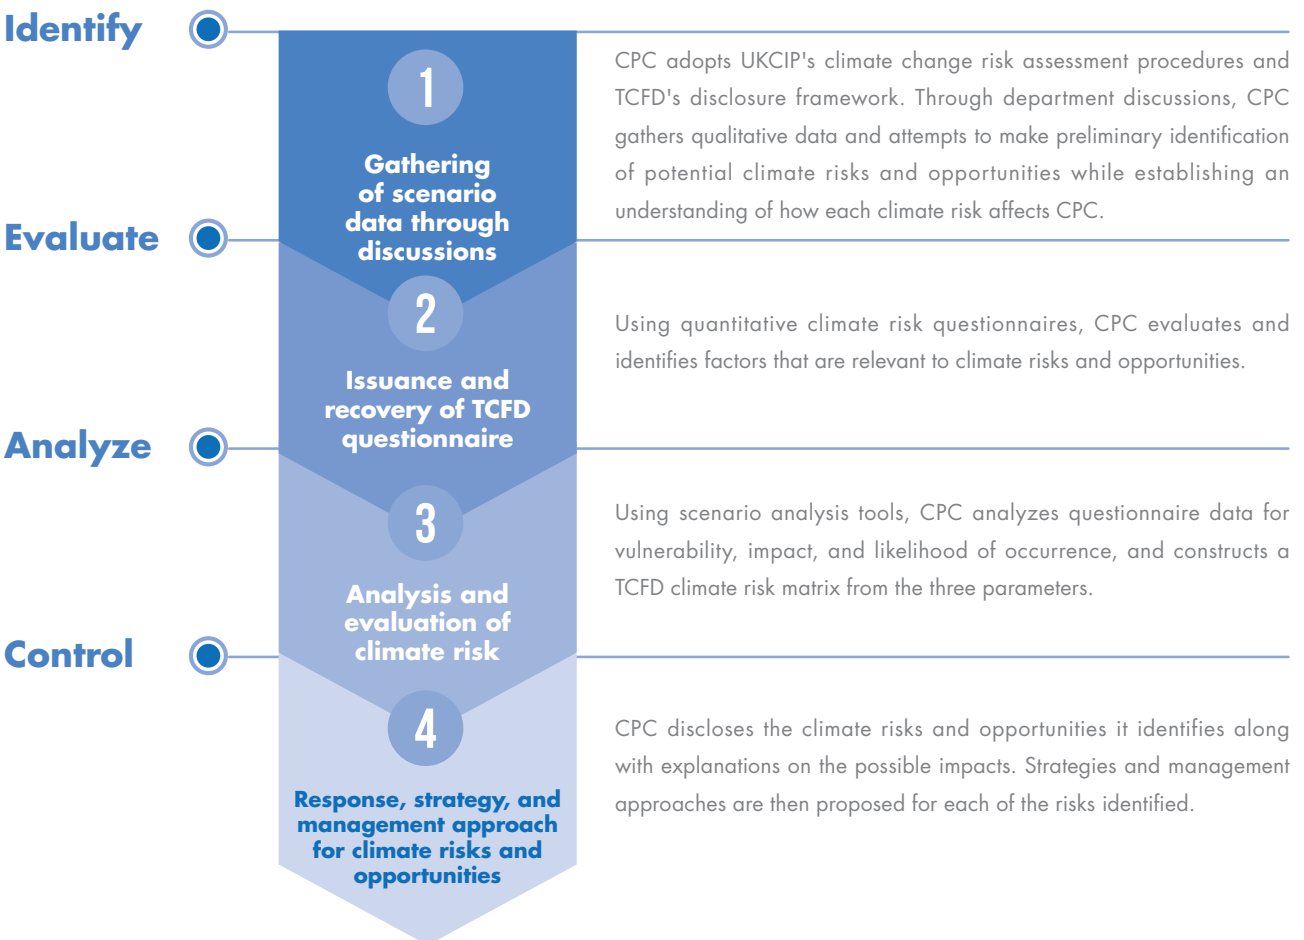 Identify
1
Gathering
of scenario
data through
discussions
CPC adopts UKCIP's climate change risk assessment procedures and
TCFD's disclosure framework. Through department discussions, CPC
gathers qualitative data and attempts to make preliminary identification
of potential climate risks and opportunities while establishing an
understanding of how each climate risk affects CPC.
Evaluate
2
Issuance and
recovery of TCFD
questionnaire
Using quantitative climate risk questionnaires, CPC evaluates and
identifies factors that are relevant to climate risks and opportunities.
Analyze
3
Analysis and
evaluation of
climate risk
Using scenario analysis tools, CPC analyzes questionnaire data for
vulnerability, impact, and likelihood of occurrence, and constructs a
TCFD climate risk matrix from the three parameters.
Control
4
Response, strategy, and
management approach
for climate risks and
opportunities
CPC discloses the climate risks and opportunities it identifies along
with explanations on the possible impacts. Strategies and management
approaches are then proposed for each of the risks identified.